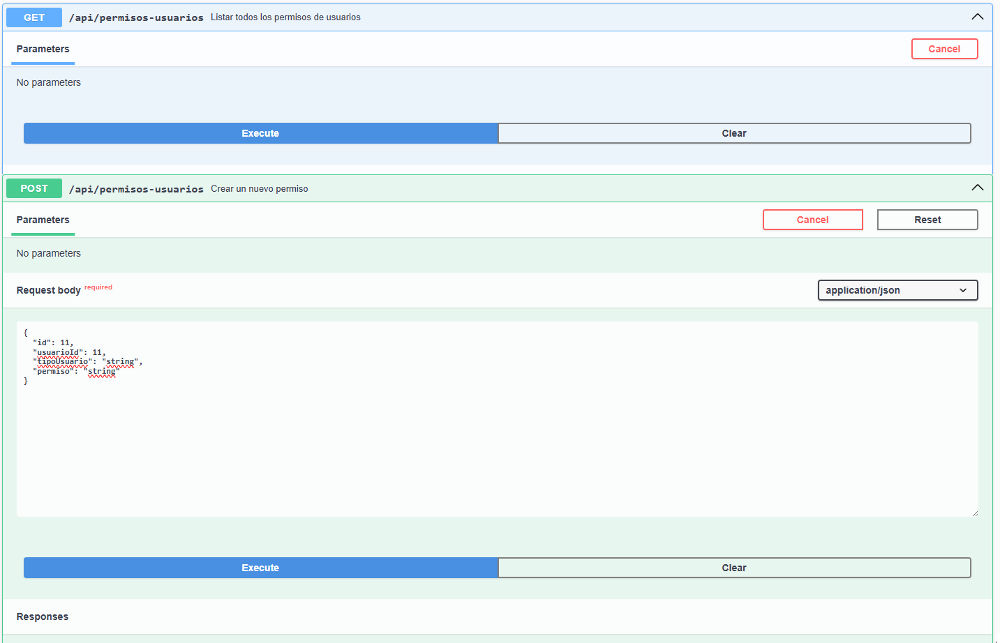 GET /api/permisos-usuarios Listar todos los permisos de usuarios
Parameters Cancel
No parameters
Execute Clear
POST /api/permisos-usuarios Crear un nuevo permiso
Parameters Cancel Reset
No parameters
Request body required application/json
{
"id": 11,
"usuarioId": 11,
"tipoUsuario": "string",
"permiso": "string"
}
Execute Clear
Responses